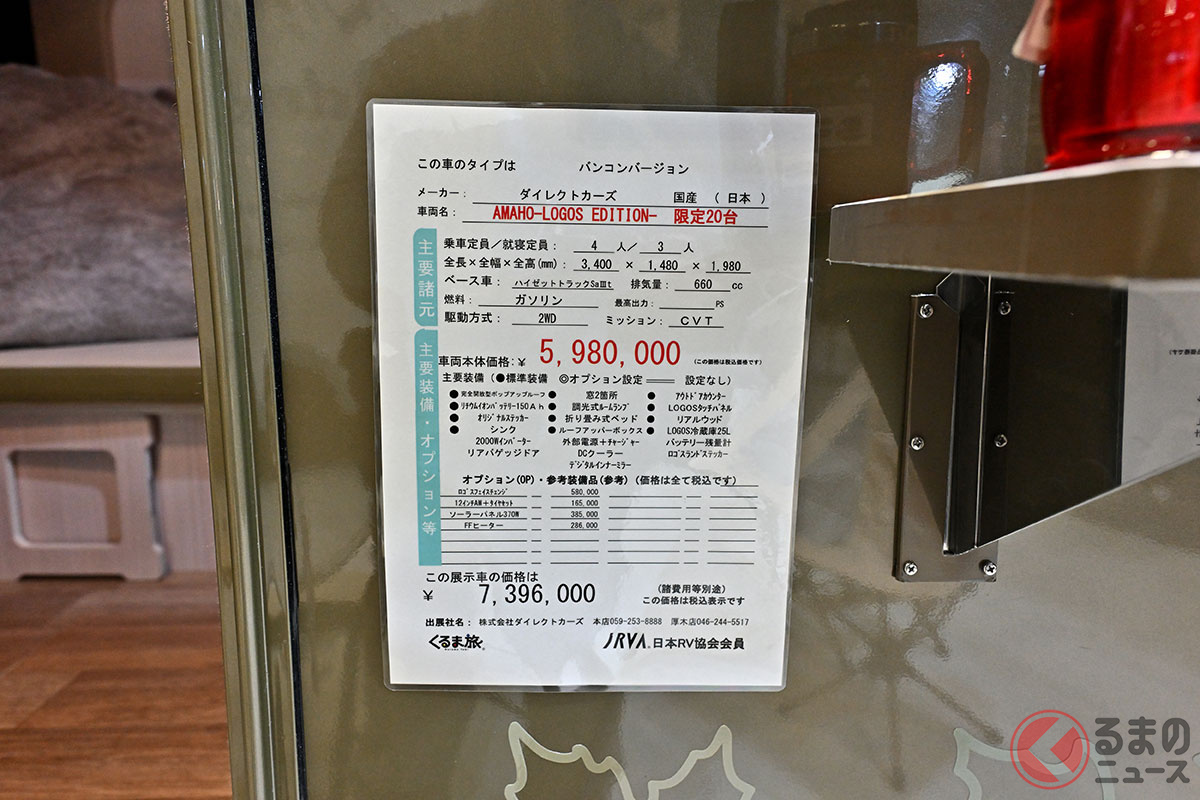 この車のタイプは バンコンバージョン
メーカー: ダイレクトカーズ 国産 (日本)
車両名: AMAHO-LOGOS EDITION- 限定20台
主要諸元
乗車定員/就寝定員: 4 人/ 3 人
全長×全幅×全高(mm): 3,400 × 1,480 × 1,980
ベース車: ハイゼットトラックSaⅢt 排気量: 660 cc
燃料: ガソリン 最高出力: PS
駆動方式: 2WD ミッション: CVT
主要装備・オプション等
車両本体価格:¥ 5,980,000 (この価格は税込価格です)
主要装備 (●標準装備 ◎オプション設定 ── 設定なし)
● 完全開放型ポップアップルーフ ● 窓2箇所 ● アウトドアカウンター
● リチウムイオンバッテリー150Ah ● 調光式ルームランプ ● LOGOSタッチパネル
● オリジナルステッカー ● 折り畳み式ベッド ● リアルウッド
● シンク ● ルーフアッパーボックス ● LOGOS冷蔵庫25L
2000Wインバーター 外部電源+チャージャー バッテリー残量計
リアバゲッジドア DCクーラー ロゴスランドステッカー
デジタルインナーミラー
オプション(OP)・参考装備品(参考) (価格は全て税込です)
ロゴスフェイスチェンジ 580,000
12インチAW+タイヤセット 165,000
ソーラーパネル370W 385,000
FFヒーター 286,000
この展示車の価格は (諸費用等別途)
¥ 7,396,000 この価格は税込表示です
出展社名: 株式会社ダイレクトカーズ 本店059-253-8888 厚木店046-244-5517
くるま旅 JRVA 日本RV協会会員
くるまのニュース